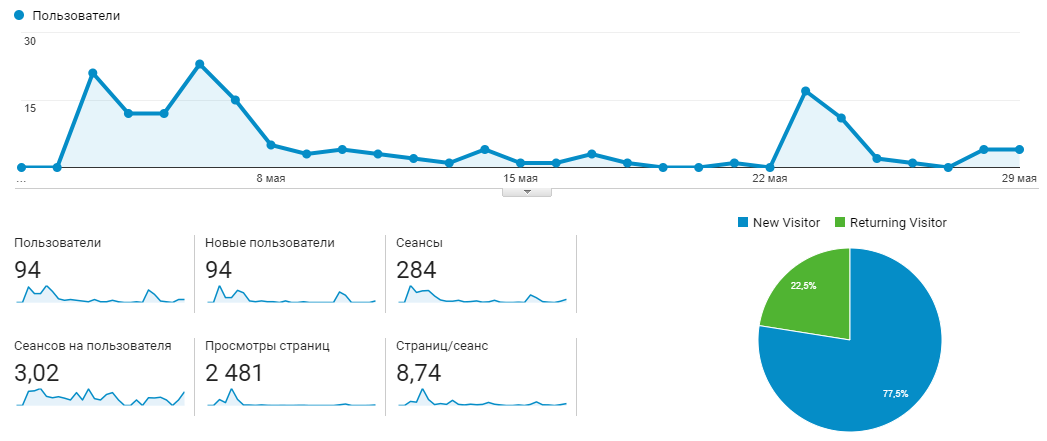 Пользователи
30
15
...
8 мая
15 мая
22 мая
29 мая
New Visitor
Returning Visitor
Пользователи
94
Новые пользователи
94
Сеансы
284
22,5%
Сеансов на пользователя
3,02
Просмотры страниц
2 481
Страниц/сеанс
8,74
77,5%